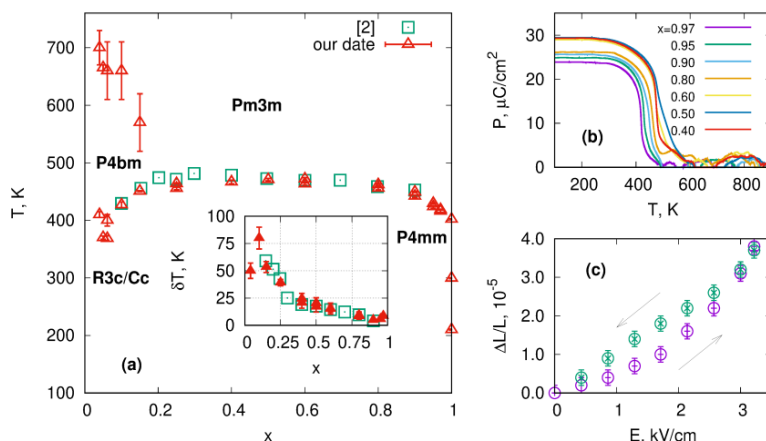 [2]
our date
700
600
500
400
300
200
100
T, K
Pm3m
P4bm
R3c/Cc
P4mm
(a)
0
0.2
0.4
0.6
0.8
1
x
100
75
50
25
0
δT, K
0
0.25
0.5
0.75
1
x
30
20
10
0
P, μC/cm²
x=0.97
0.95
0.90
0.80
0.60
0.50
0.40
(b)
200
400
600
800
T, K
4.0
3.0
2.0
1.0
0.0
ΔL/L, 10⁻⁵
(c)
0
1
2
3
E, kV/cm